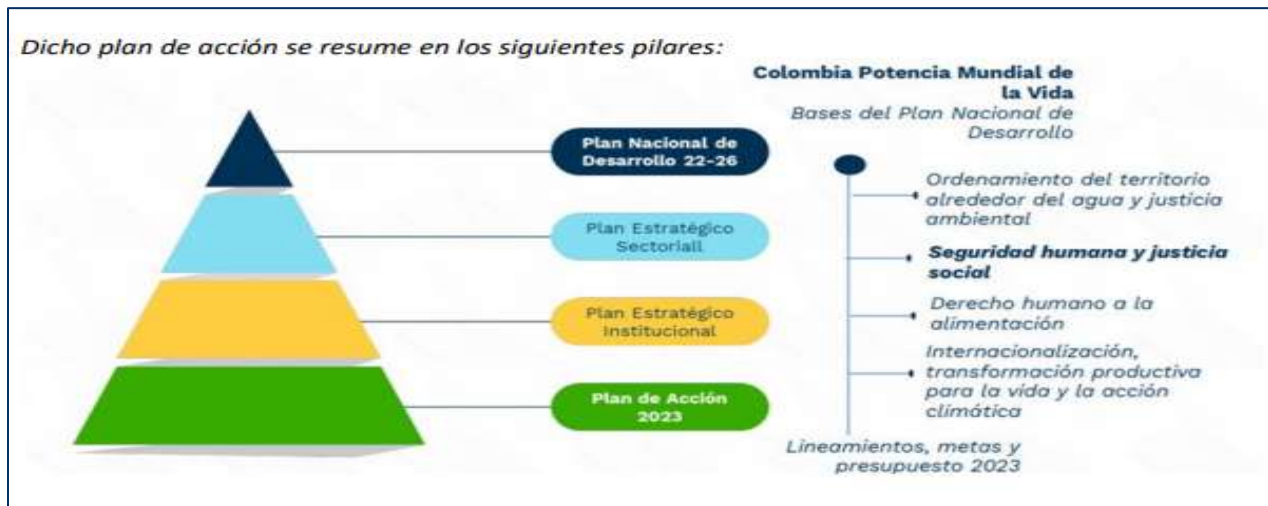 Dicho plan de acción se resume en los siguientes pilares:
Plan Nacional de
Desarrollo 22-26
Plan Estratégico
Sectoriall
Plan Estratégico
Institucional
Plan de Acción
2023
Colombia Potencia Mundial de
la Vida
Bases del Plan Nacional de
Desarrollo
Ordenamiento del territorio
alrededor del agua y justicia
ambiental
Seguridad humana y justicia
social
Derecho humano a la
alimentación
Internacionalización,
transformación productiva
para la vida y la acción
climática
Lineamientos, metas y
presupuesto 2023